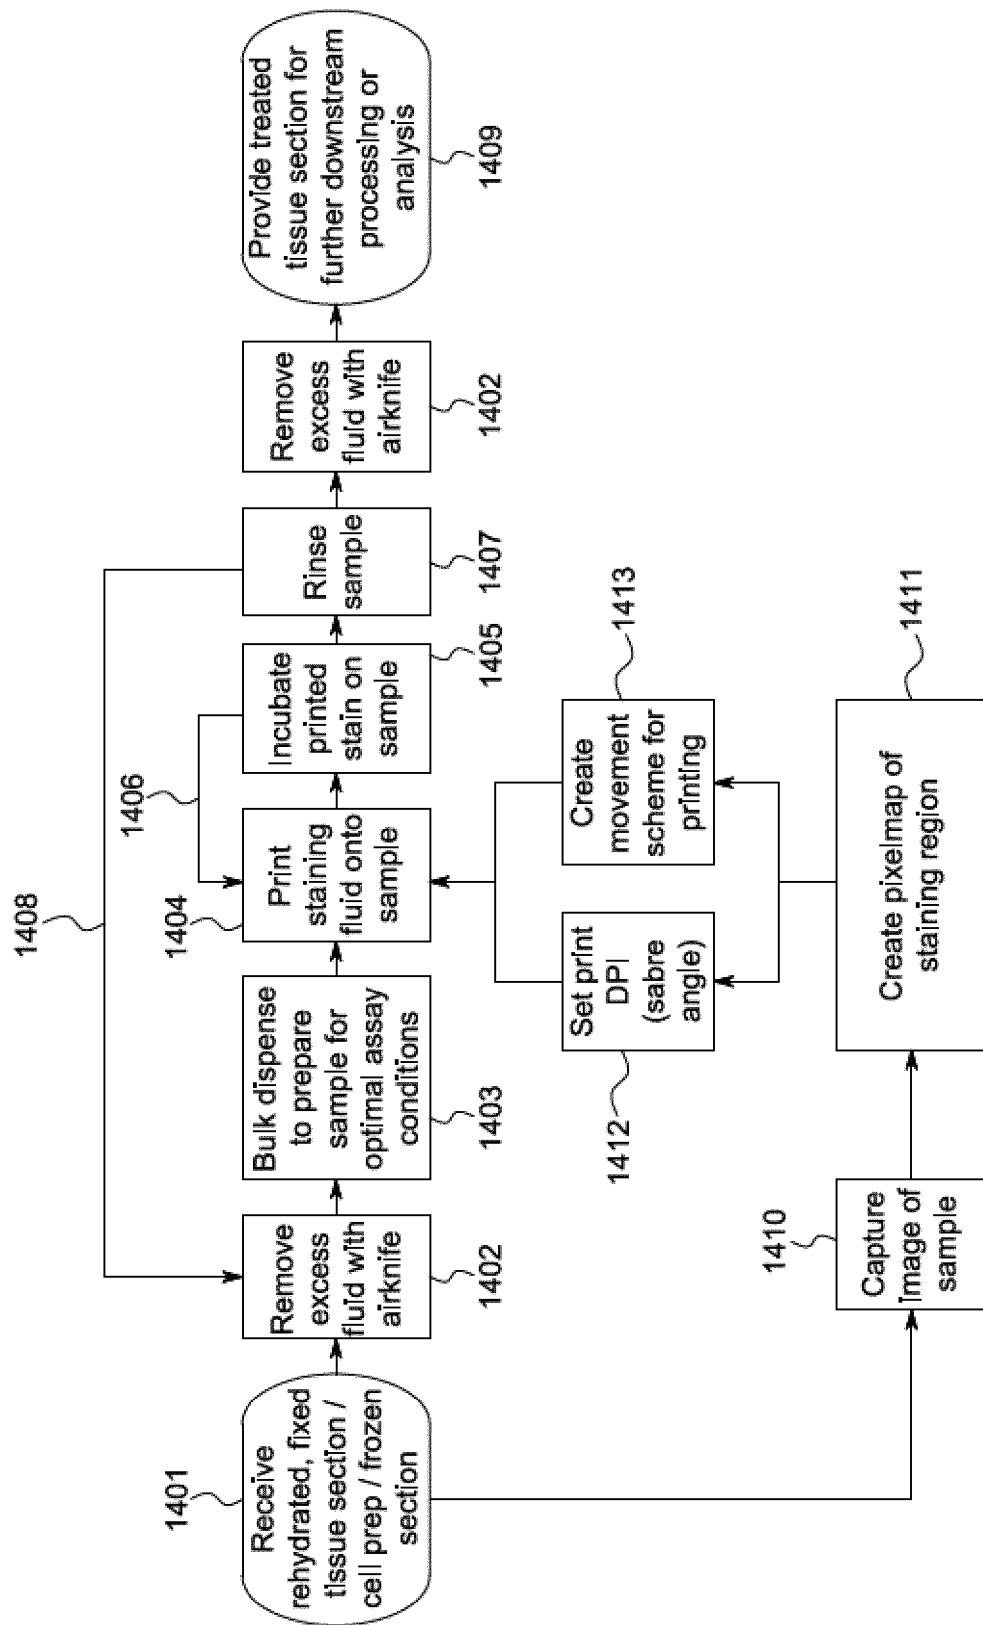 Receive
rehydrated, fixed
tissue section /
cell prep / frozen
section
1401
Remove
excess
fluid with
airknife
1402
Bulk dispense
to prepare
sample for
optimal assay
conditions
1403
Print
staining
fluid onto
sample
1404
Incubate
printed
stain on
sample
1405
1406
Rinse
sample
1407
1408
Remove
excess
fluid with
airknife
1402
Provide treated
tissue section for
further downstream
processing or
analysis
1409
Capture
image of
sample
1410
Create pixelmap of
staining region
1411
Set print
DPI
(sabre
angle)
1412
Create
movement
scheme for
printing
1413